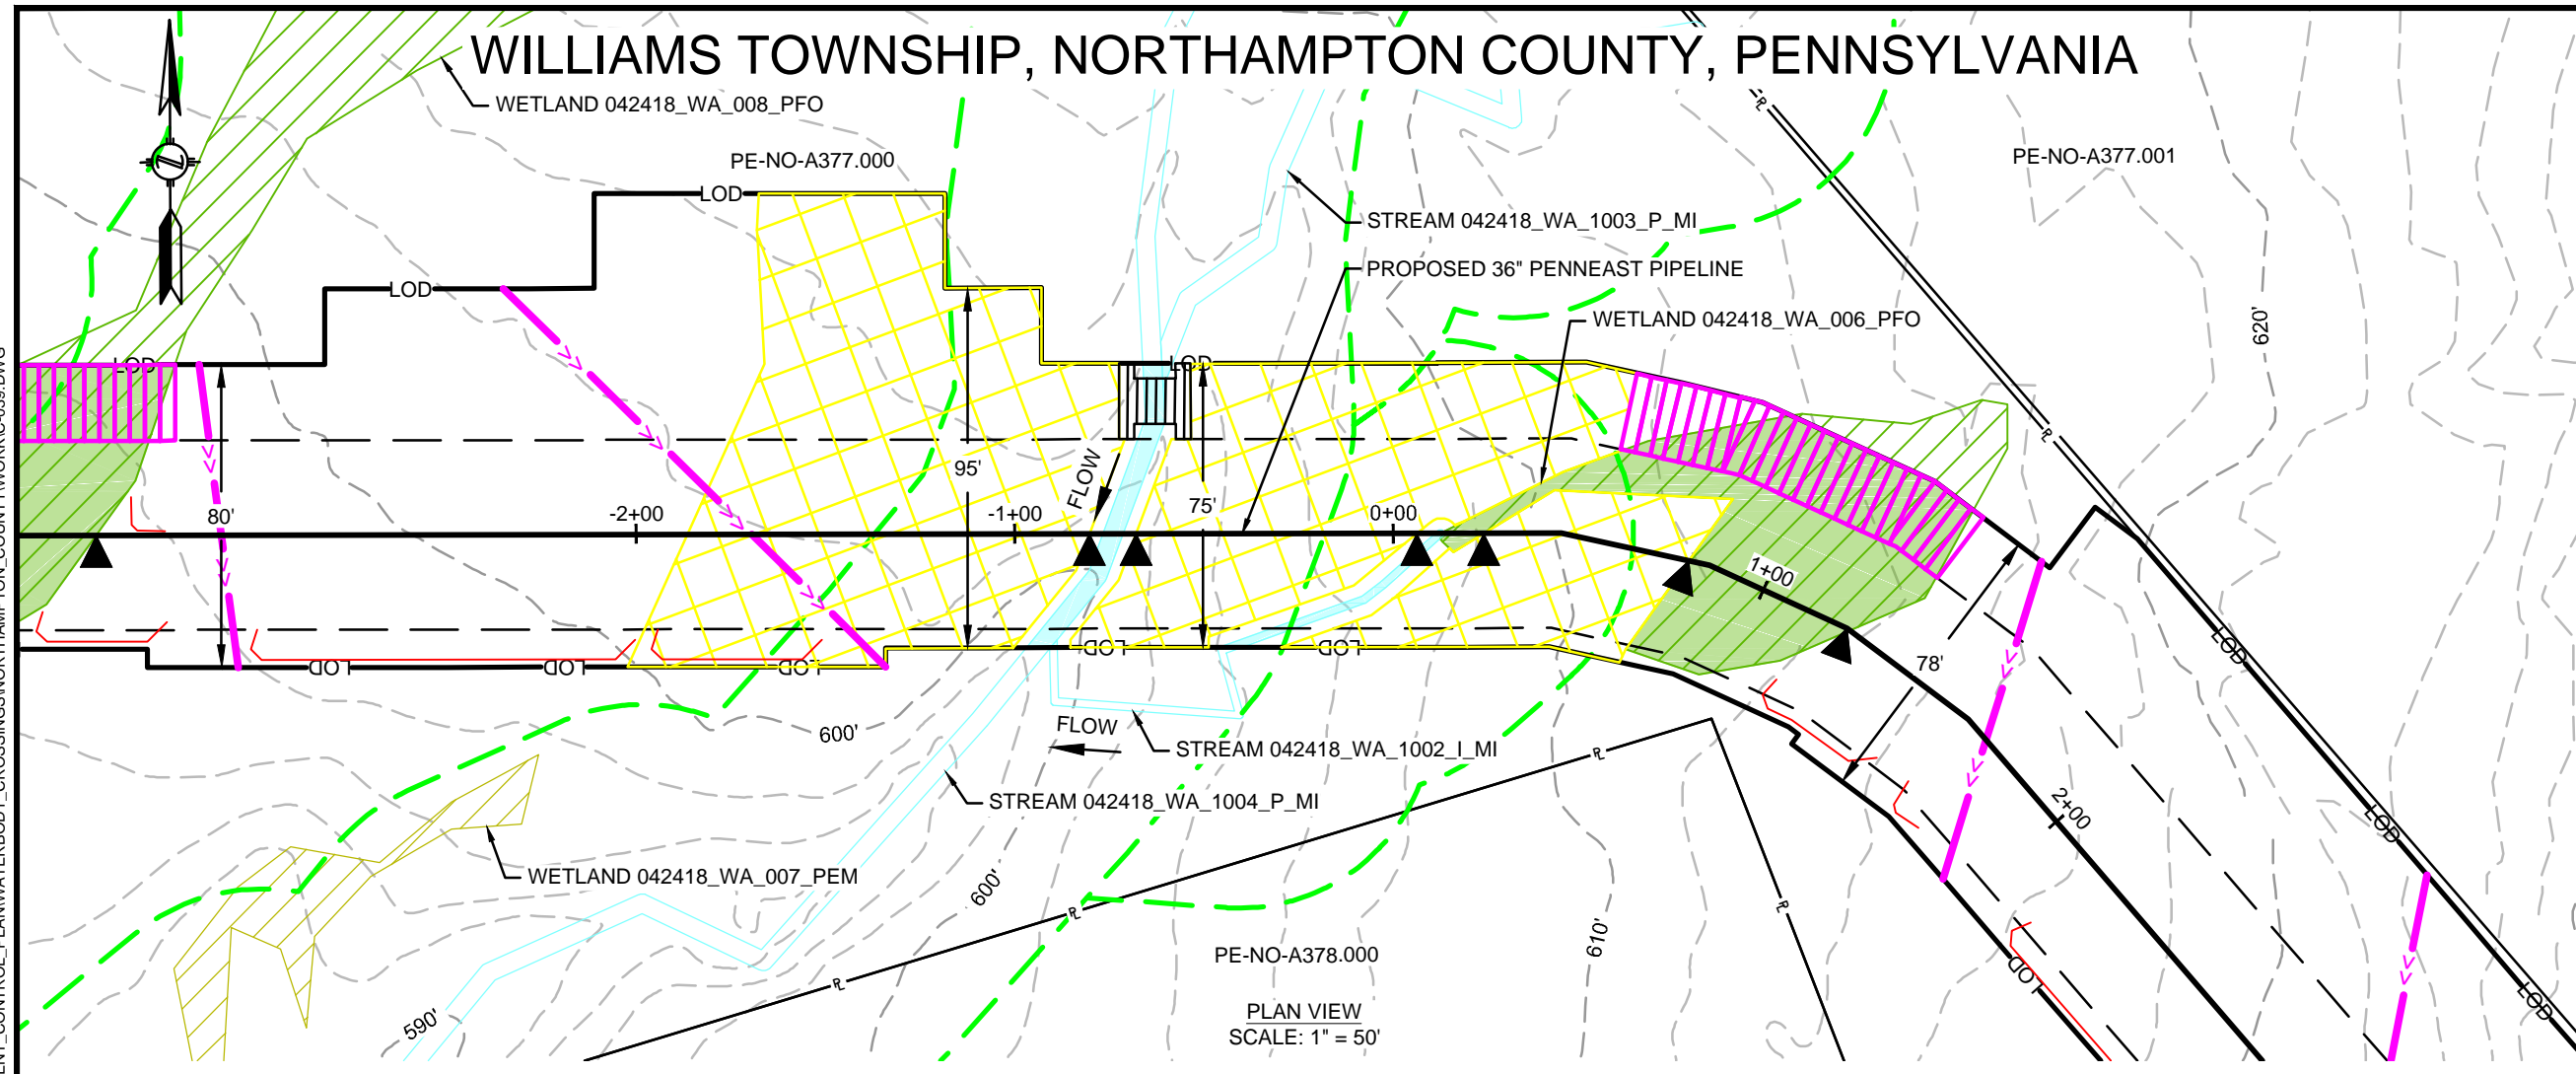 WILLIAMS TOWNSHIP, NORTHAMPTON COUNTY, PENNSYLVANIA
WETLAND 042418_WA_008_PFO
PE-NO-A377.000
PE-NO-A377.001
LOD
STREAM 042418_WA_1003_P_MI
PROPOSED 36" PENNEAST PIPELINE
LOD
WETLAND 042418_WA_006_PFO
620'
LOD
LOD
95'
FLOW
75'
80'
-2+00
-1+00
0+00
1+00
78'
LOD
LOD
LOD
LOD
LOD
LOD
600'
FLOW
STREAM 042418_WA_1002_I_MI
STREAM 042418_WA_1004_P_MI
2+00
LOD
WETLAND 042418_WA_007_PEM
600'
610'
PE-NO-A378.000
LOD
LOD
590'
PLAN VIEW
SCALE: 1" = 50'